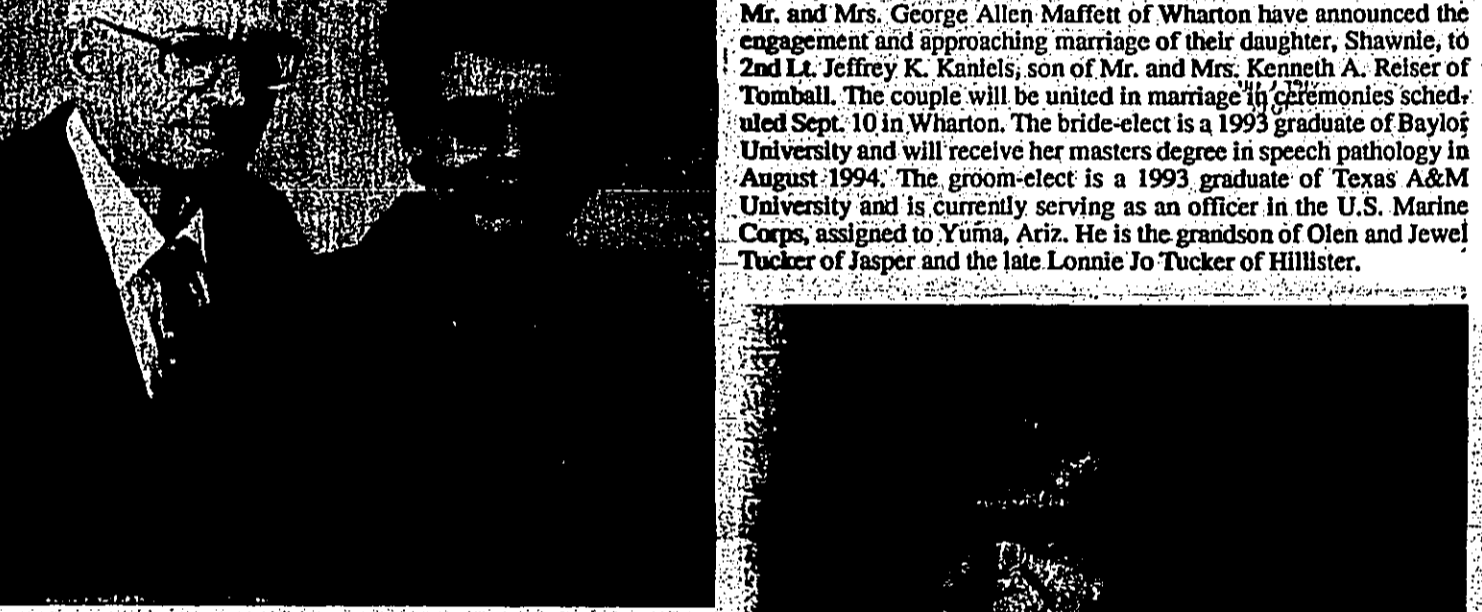 Mr. and Mrs. George Allen Maffett of Wharton have announced the
engagement and approaching marriage of their daughter, Shawnie, to
2nd Lt. Jeffrey K. Kaniels, son of Mr. and Mrs. Kenneth A. Reiser of
Tomball. The couple will be united in marriage in ceremonies sched-
uled Sept. 10 in Wharton. The bride-elect is a 1993 graduate of Baylor
University and will receive her masters degree in speech pathology in
August 1994. The groom-elect is a 1993 graduate of Texas A&M
University and is currently serving as an officer in the U.S. Marine
Corps, assigned to Yuma, Ariz. He is the grandson of Olen and Jewel
Tucker of Jasper and the late Lonnie Jo Tucker of Hillister.